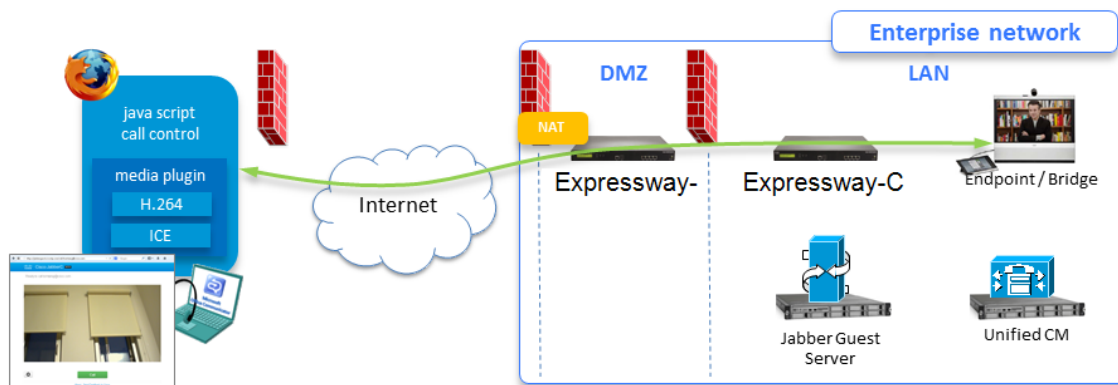 Enterprise network
DMZ
LAN
java script
call control
NAT
media plugin
H.264
ICE
Internet
Expressway-
Expressway-C
Endpoint / Bridge
Jabber Guest
Server
Unified CM
Microsoft